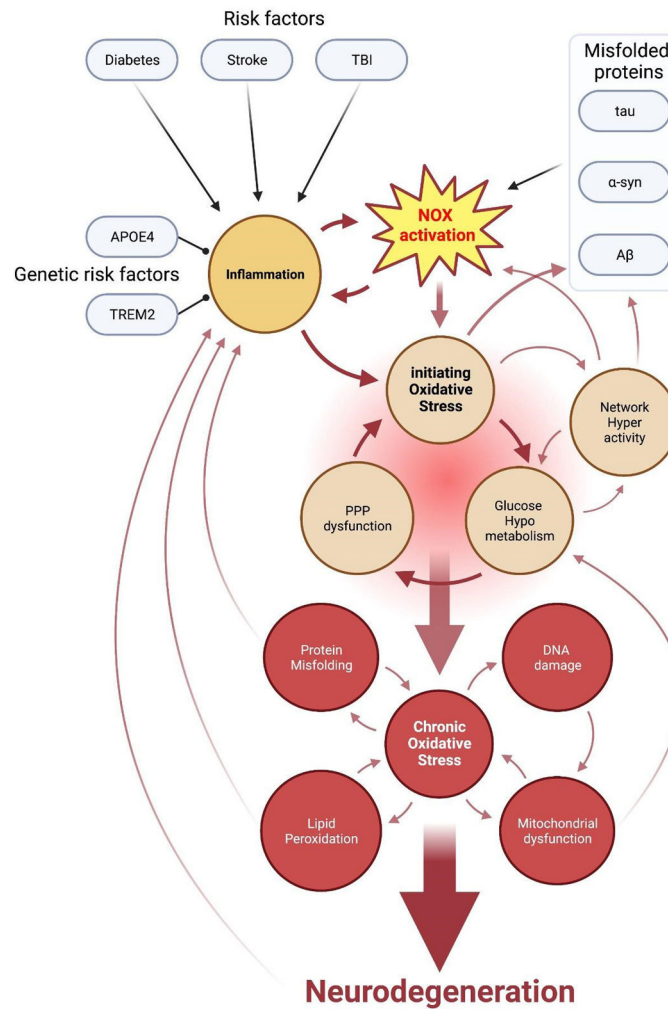 Risk factors
Diabetes
Stroke
TBI
Misfolded
proteins
tau
α-syn
Aβ
NOX
activation
APOE4
Genetic risk factors
TREM2
Inflammation
initiating
Oxidative
Stress
Network
Hyper
activity
PPP
dysfunction
Glucose
Hypo
metabolism
Protein
Misfolding
DNA
damage
Chronic
Oxidative
Stress
Lipid
Peroxidation
Mitochondrial
dysfunction
Neurodegeneration